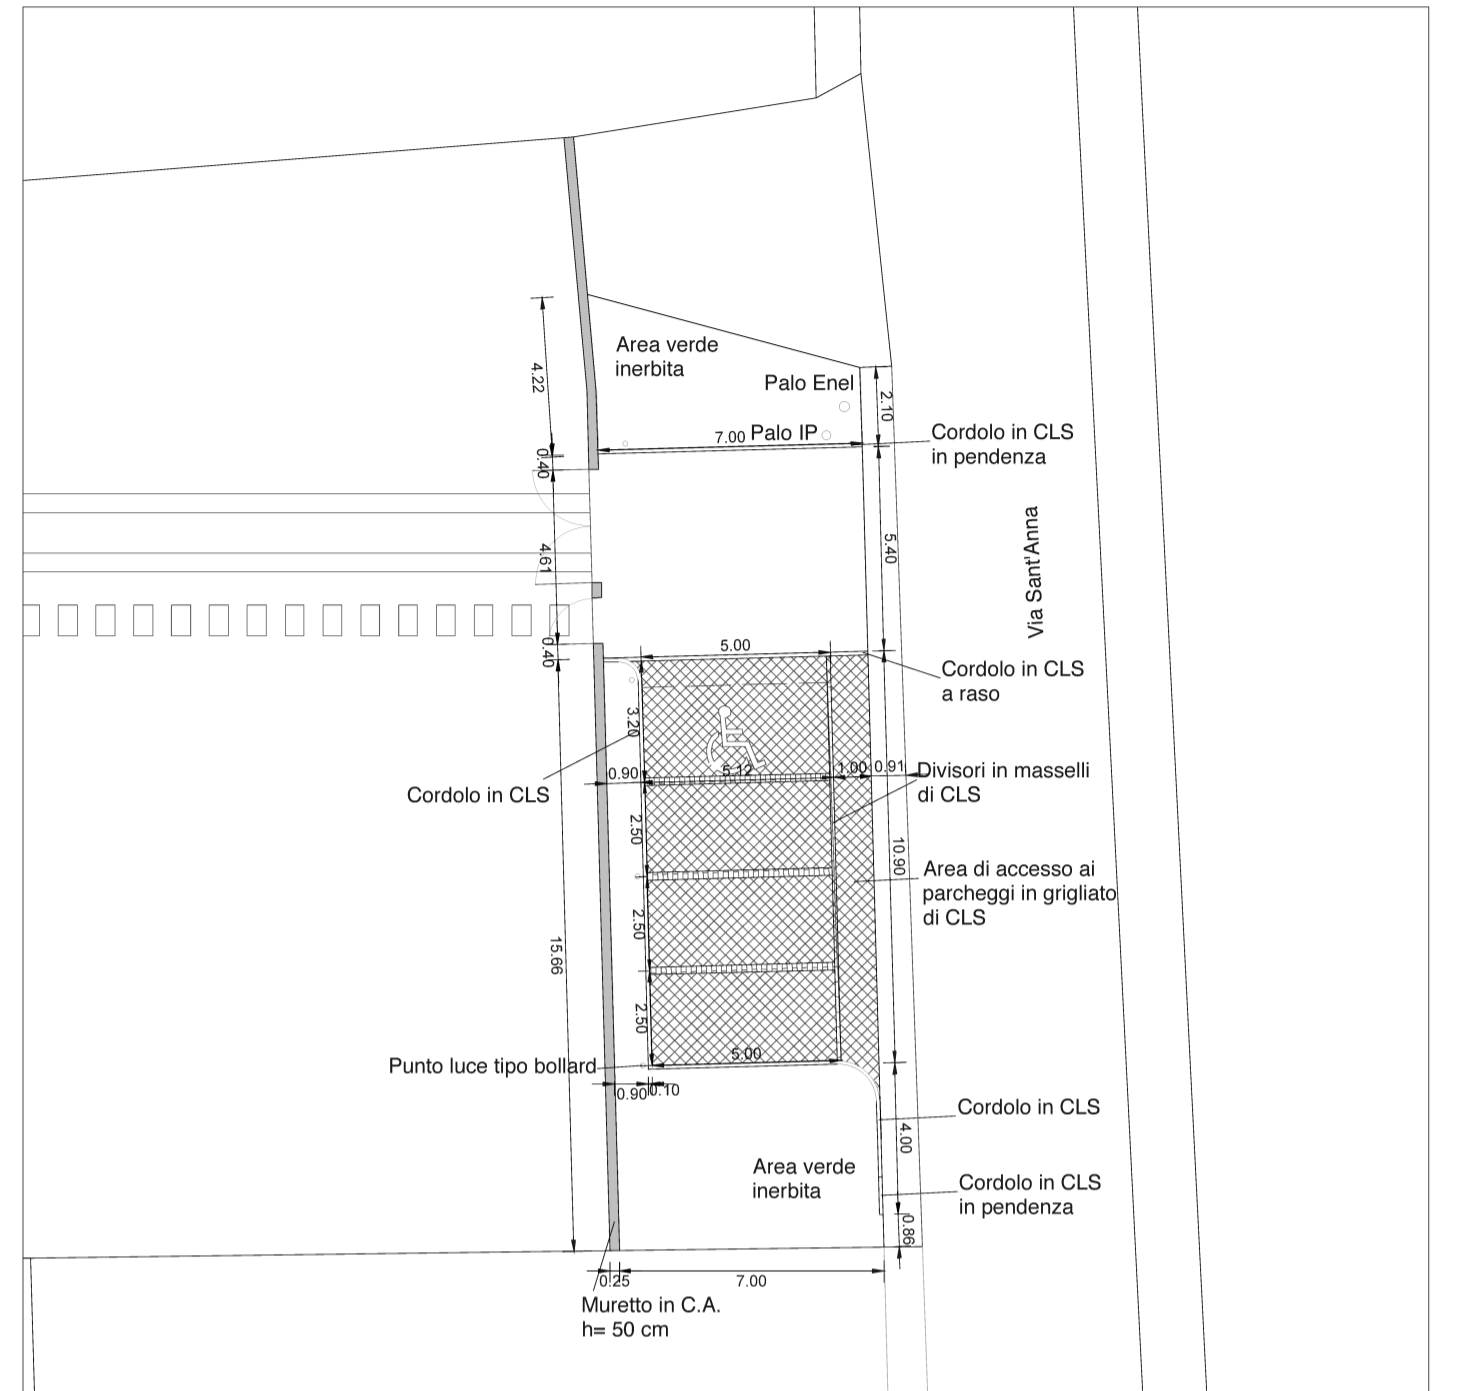 Area verde
inerbita
Palo Enel
4.22
2.10
7.00 Palo IP
Cordolo in CLS
in pendenza
0.40
5.40
4.61
Via Sant'Anna
0.40
5.00
Cordolo in CLS
a raso
3.20
0.90
5.12
1.00
0.91
Divisori in masselli
di CLS
Cordolo in CLS
2.50
10.90
Area di accesso ai
parcheggi in grigliato
di CLS
2.50
15.66
2.50
5.00
Punto luce tipo bollard
0.90
0.10
Cordolo in CLS
4.00
Area verde
inerbita
Cordolo in CLS
in pendenza
0.86
0.25
7.00
Muretto in C.A.
h= 50 cm